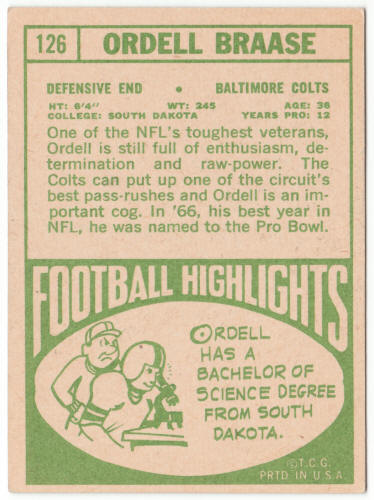 126 ORDELL BRAASE
DEFENSIVE END • BALTIMORE COLTS
HT: 6'4" WT: 245 AGE: 36
COLLEGE: SOUTH DAKOTA YEARS PRO: 12
One of the NFL's toughest veterans,
Ordell is still full of enthusiasm, de-
termination and raw-power. The
Colts can put up one of the circuit's
best pass-rushes and Ordell is an im-
portant cog. In '66, his best year in
NFL, he was named to the Pro Bowl.
FOOTBALL HIGHLIGHTS
ORDELL
HAS A
BACHELOR OF
SCIENCE DEGREE
FROM SOUTH
DAKOTA.
©T.C.G.
PRTD IN U.S.A.